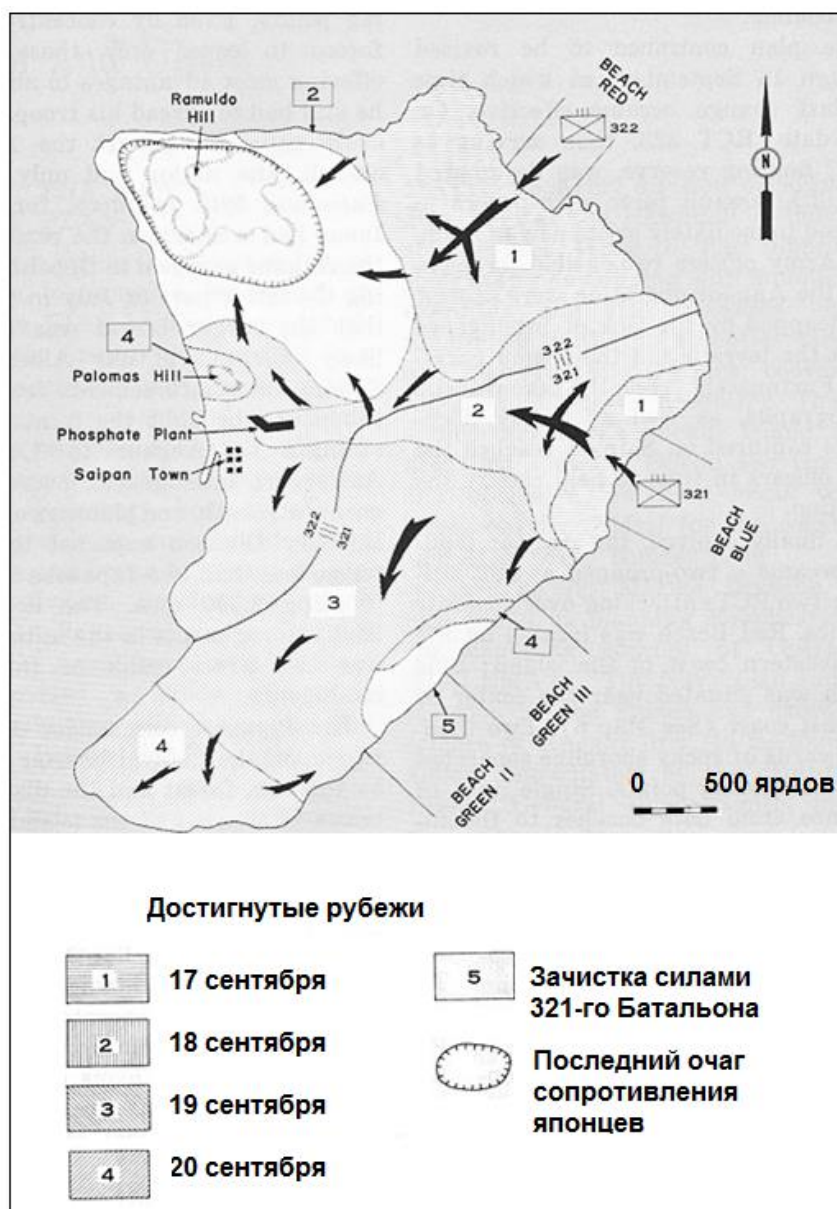 Ramuldo
Hill
2
BEACH
RED
322
N
1
4
Palomas Hill
322
321
2
1
Phosphate Plant
Saipan Town
321
322
321
BEACH
BLUE
3
4
5
BEACH
GREEN III
BEACH
GREEN II
4
0 500 ярдов
Достигнутые рубежи
1 17 сентября
2 18 сентября
3 19 сентября
4 20 сентября
5 Зачистка силами
321-го Батальона
Последний очаг
сопротивления
японцев